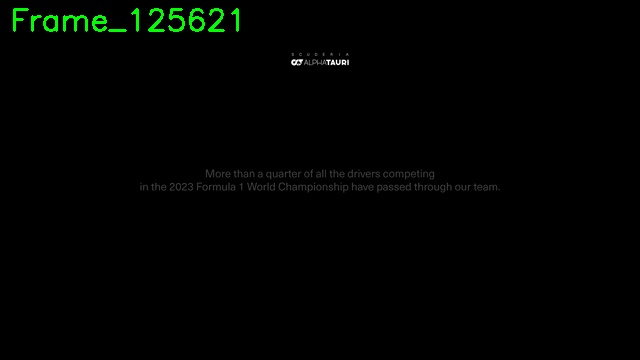 Frame_125621
SCUDERIA
ALPHATAURI
More than a quarter of all the drivers competing
in the 2023 Formula 1 World Championship have passed through our team.